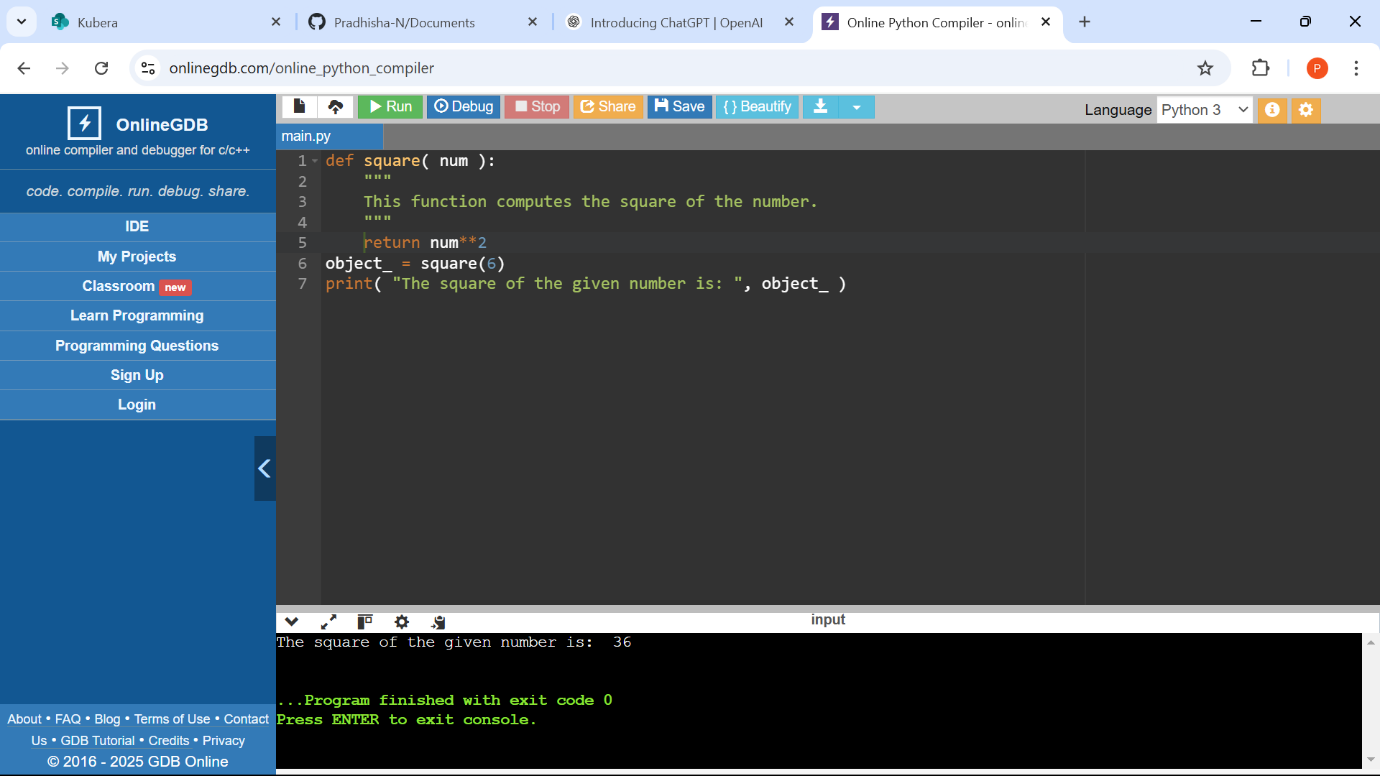 Kubera
Pradhisha-N/Documents
Introducing ChatGPT | OpenAI
Online Python Compiler - onlin
onlinegdb.com/online_python_compiler
P
OnlineGDB
online compiler and debugger for c/c++
code. compile. run. debug. share.
IDE
My Projects
Classroom new
Learn Programming
Programming Questions
Sign Up
Login
About • FAQ • Blog • Terms of Use • Contact
Us • GDB Tutorial • Credits • Privacy
© 2016 - 2025 GDB Online
Run Debug Stop Share Save { } Beautify
Language Python 3
main.py
1 def square( num ):
2     """
3     This function computes the square of the number.
4     """
5     return num**2
6 object_ = square(6)
7 print( "The square of the given number is: ", object_ )
input
The square of the given number is:  36
...Program finished with exit code 0
Press ENTER to exit console.